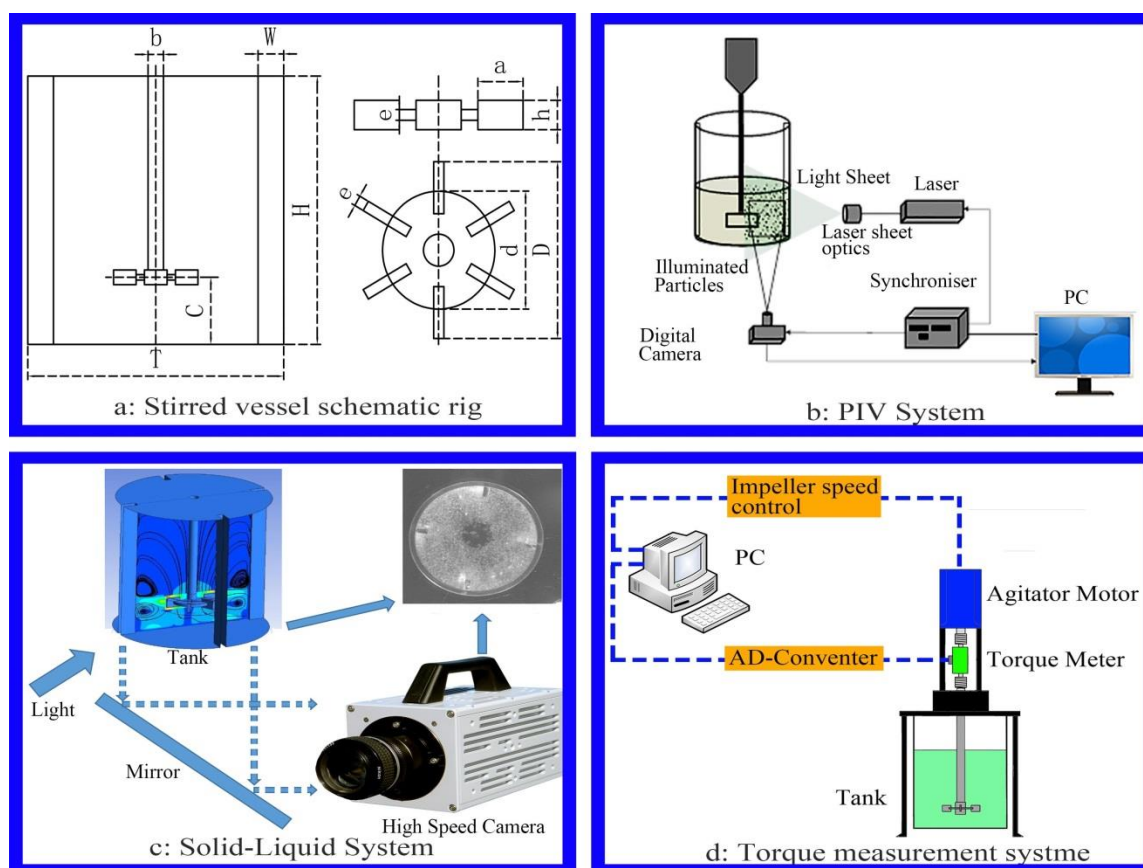 b
W
a
e
h
H
e
d
D
C
T
a: Stirred vessel schematic rig
Light Sheet
Laser
Laser sheet
optics
Illuminated
Particles
Synchroniser
PC
Digital
Camera
b: PIV System
Tank
Light
Mirror
High Speed Camera
c: Solid-Liquid System
Impeller speed
control
PC
Agitator Motor
AD-Conventer
Torque Meter
Tank
d: Torque measurement systme